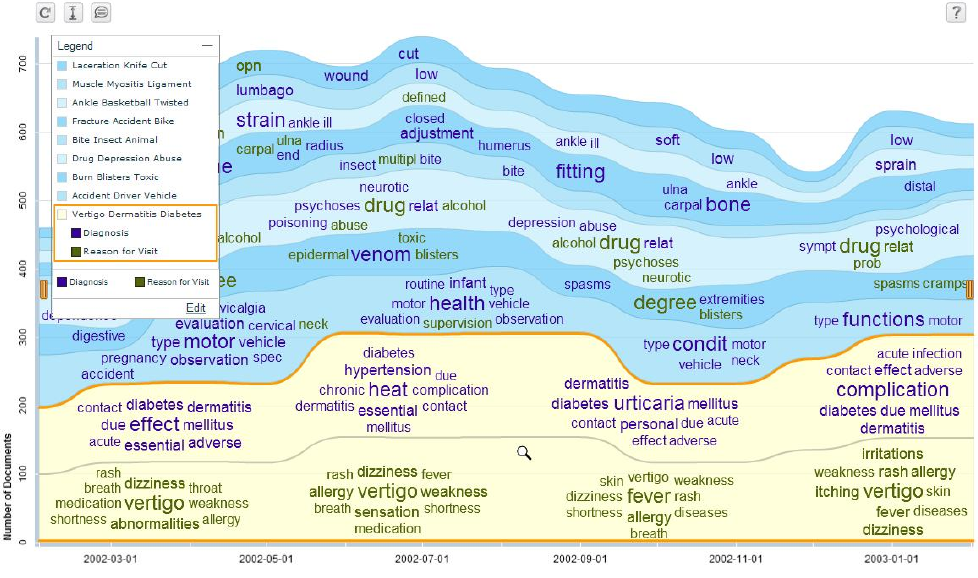 ?
Legend
Laceration Knife Cut
Muscle Myositis Ligament
Ankle Basketball Twisted
Fracture Accident Bike
Bite Insect Animal
Drug Depression Abuse
Burn Blisters Toxic
Accident Driver Vehicle
Vertigo Dermatitis Diabetes
Diagnosis
Reason for Visit
Diagnosis Reason for Visit
Edit
Number of Documents
700
600
500
400
300
200
100
0
opn
lumbago
strain ankle ill
carpal ulna radius
end
alcohol
evaluation cervical neck
type motor vehicle
digestive
pregnancy observation spec
accident
contact diabetes dermatitis
due effect mellitus
acute essential adverse
rash
breath dizziness throat
medication vertigo weakness
shortness abnormalities allergy
cut
wound low
defined
closed
adjustment
insect multipl bite
neurotic
psychoses drug relat alcohol
poisoning abuse
toxic
epidermal venom blisters
routine infant type
motor health vehicle
evaluation supervision observation
diabetes
hypertension due
chronic heat complication
dermatitis essential contact
mellitus
rash dizziness fever
allergy vertigo weakness
breath sensation shortness
medication
humerus
bite
ankle ill
fitting
depression abuse
alcohol drug relat
psychoses
neurotic
spasms
soft
low
ulna ankle
carpal bone
degree extremities
blisters
type condit motor
vehicle neck
dermatitis
diabetes urticaria mellitus
contact personal due acute
effect adverse
skin vertigo weakness
dizziness fever rash
shortness allergy diseases
breath
low
sprain
distal
psychological
sympt drug relat
prob
spasms cramps
type functions motor
acute infection
contact effect adverse
complication
diabetes due mellitus
dermatitis
irritations
weakness rash allergy
itching vertigo skin
fever diseases
dizziness
2002-03-01 2002-05-01 2002-07-01 2002-09-01 2002-11-01 2003-01-01